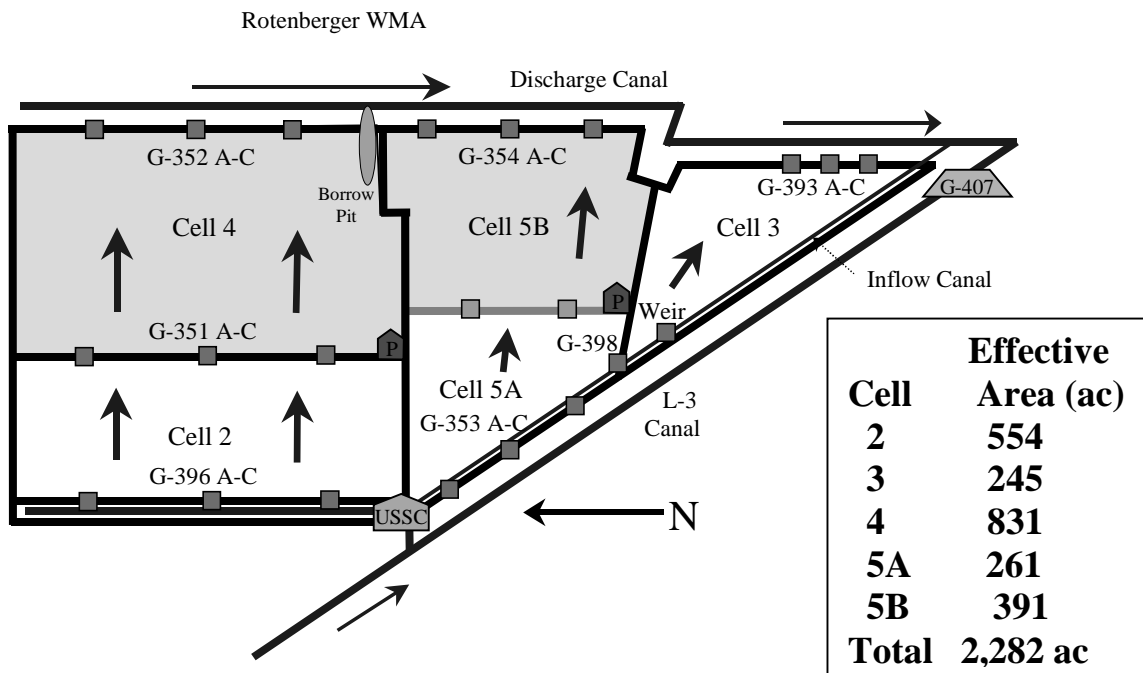 Rotenberger WMA
Discharge Canal
G-352 A-C
G-354 A-C
G-393 A-C
G-407
Borrow
Pit
Cell 4
Cell 5B
Cell 3
Inflow Canal
P
Weir
G-351 A-C
P
G-398
Cell 5A
L-3
Canal
G-353 A-C
Cell 2
G-396 A-C
USSC
N
Effective
Cell Area (ac)
2 554
3 245
4 831
5A 261
5B 391
Total 2,282 ac